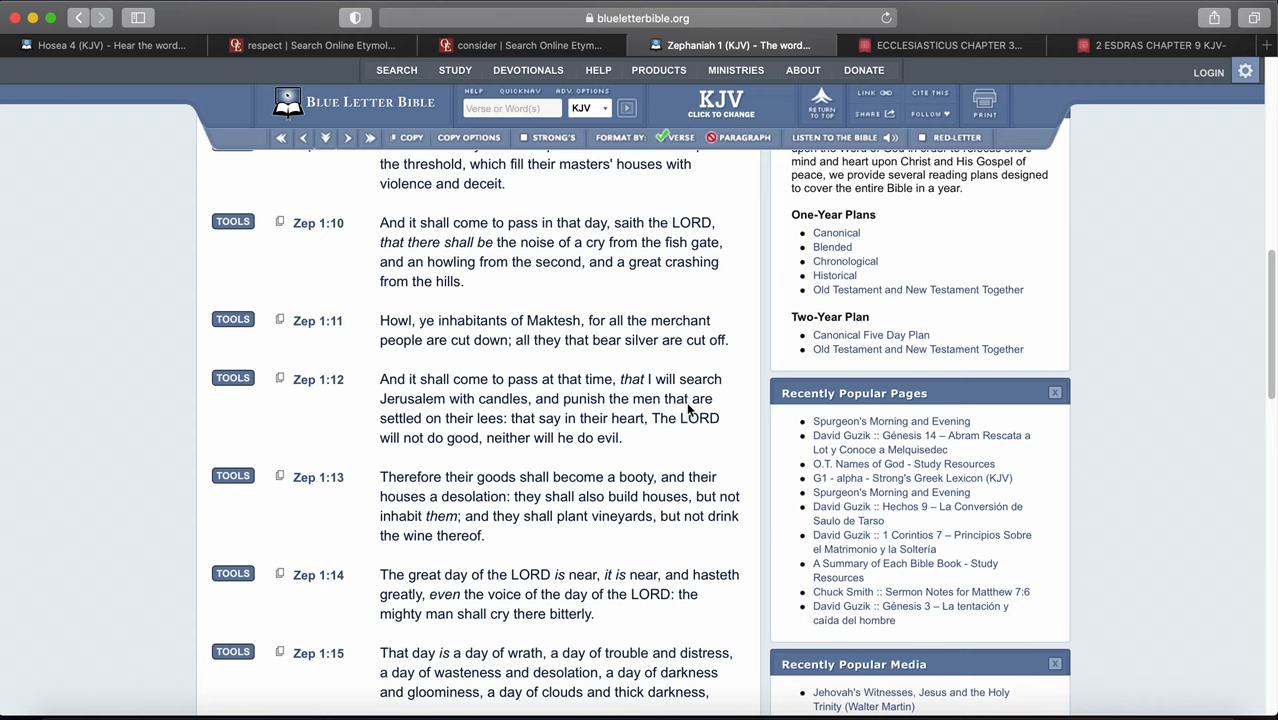 blueletterbible.org
Hosea 4 (KJV) - Hear the word...
respect | Search Online Etymol...
consider | Search Online Etym...
Zephaniah 1 (KJV) - The word...
ECCLESIASTICUS CHAPTER 3...
2 ESDRAS CHAPTER 9 KJV-
SEARCH STUDY DEVOTIONALS HELP PRODUCTS MINISTRIES ABOUT DONATE
LOGIN
BLUE LETTER BIBLE
HELP QUICKNAV ADV. OPTIONS
Verse or Word(s)
KJV
KJV
CLICK TO CHANGE
RETURN
TO TOP
LINK
CITE THIS
SHARE
FOLLOW
PRINT
COPY COPY OPTIONS STRONG'S FORMAT BY: VERSE PARAGRAPH LISTEN TO THE BIBLE RED-LETTER
the threshold, which fill their masters' houses with
violence and deceit.
TOOLS Zep 1:10
And it shall come to pass in that day, saith the LORD,
that there shall be the noise of a cry from the fish gate,
and an howling from the second, and a great crashing
from the hills.
TOOLS Zep 1:11
Howl, ye inhabitants of Maktesh, for all the merchant
people are cut down; all they that bear silver are cut off.
TOOLS Zep 1:12
And it shall come to pass at that time, that I will search
Jerusalem with candles, and punish the men that are
settled on their lees: that say in their heart, The LORD
will not do good, neither will he do evil.
TOOLS Zep 1:13
Therefore their goods shall become a booty, and their
houses a desolation: they shall also build houses, but not
inhabit them; and they shall plant vineyards, but not drink
the wine thereof.
TOOLS Zep 1:14
The great day of the LORD is near, it is near, and hasteth
greatly, even the voice of the day of the LORD: the
mighty man shall cry there bitterly.
TOOLS Zep 1:15
That day is a day of wrath, a day of trouble and distress,
a day of wasteness and desolation, a day of darkness
and gloominess, a day of clouds and thick darkness,
mind and heart upon Christ and His Gospel of
peace, we provide several reading plans designed
to cover the entire Bible in a year.
One-Year Plans
Canonical
Blended
Chronological
Historical
Old Testament and New Testament Together
Two-Year Plan
Canonical Five Day Plan
Old Testament and New Testament Together
Recently Popular Pages
Spurgeon's Morning and Evening
David Guzik :: Génesis 14 – Abram Rescata a
Lot y Conoce a Melquisedec
O.T. Names of God - Study Resources
G1 - alpha - Strong's Greek Lexicon (KJV)
Spurgeon's Morning and Evening
David Guzik :: Hechos 9 – La Conversión de
Saulo de Tarso
David Guzik :: 1 Corintios 7 – Principios Sobre
el Matrimonio y la Soltería
A Summary of Each Bible Book - Study
Resources
Chuck Smith :: Sermon Notes for Matthew 7:6
David Guzik :: Génesis 3 – La tentación y
caída del hombre
Recently Popular Media
Jehovah's Witnesses, Jesus and the Holy
Trinity (Walter Martin)